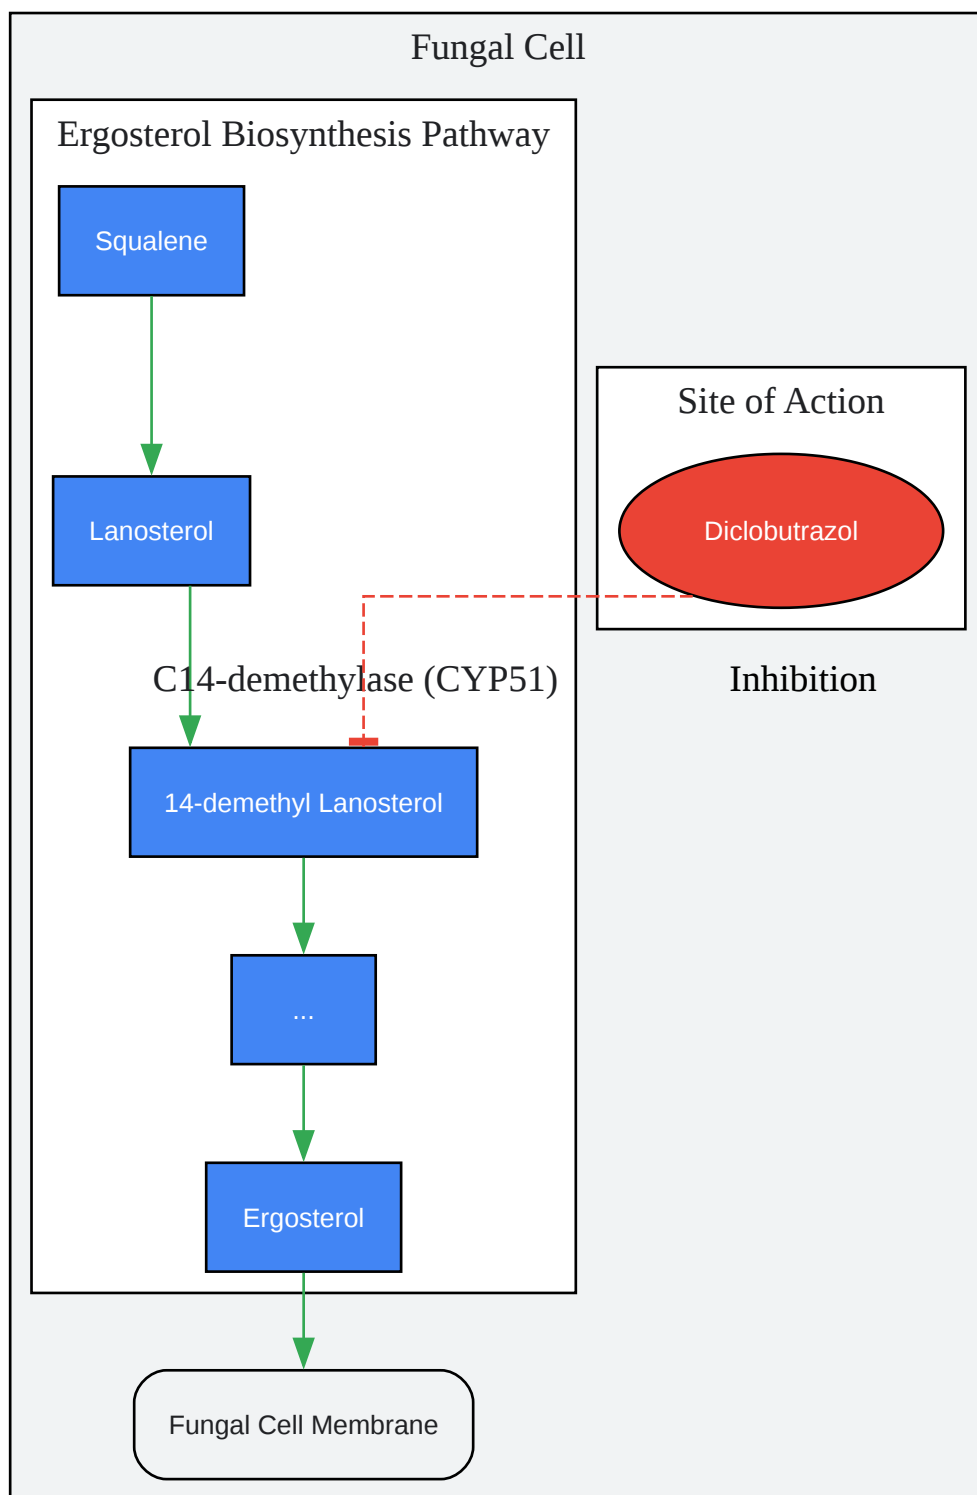 Fungal Cell
Ergosterol Biosynthesis Pathway
Squalene
Site of Action
Lanosterol
Diclobutrazol
C14-demethylase (CYP51)
Inhibition
14-demethyl Lanosterol
...
Ergosterol
Fungal Cell Membrane